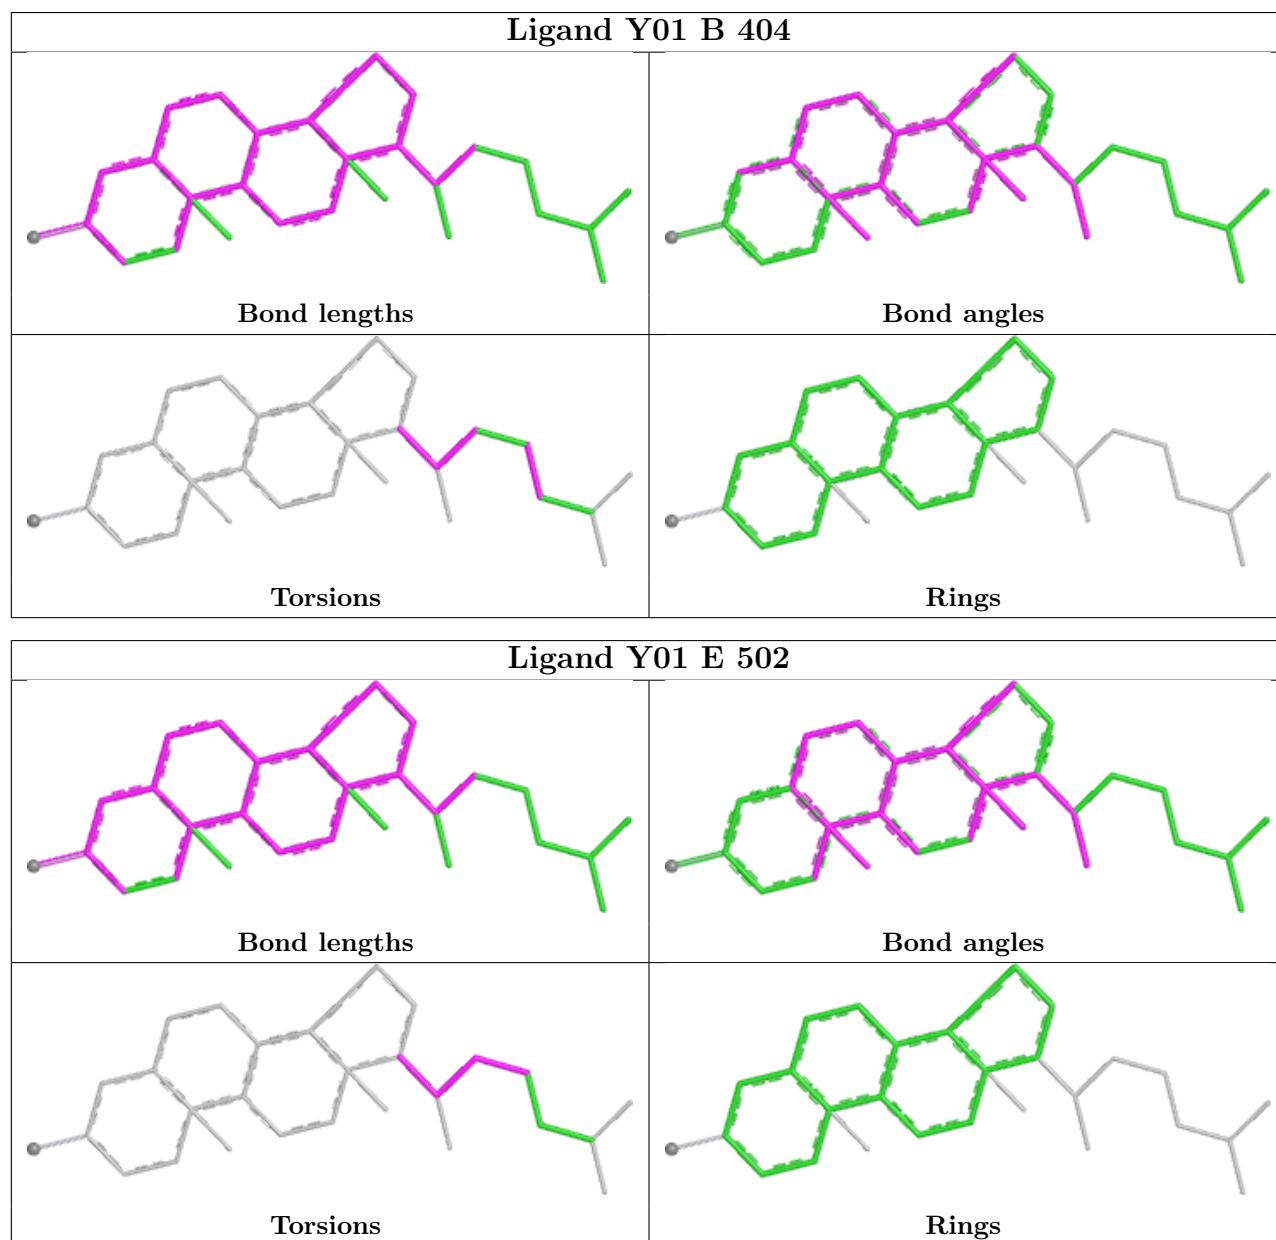 Ligand Y01 B 404
Bond lengths
Bond angles
Torsions
Rings
Ligand Y01 E 502
Bond lengths
Bond angles
Torsions
Rings